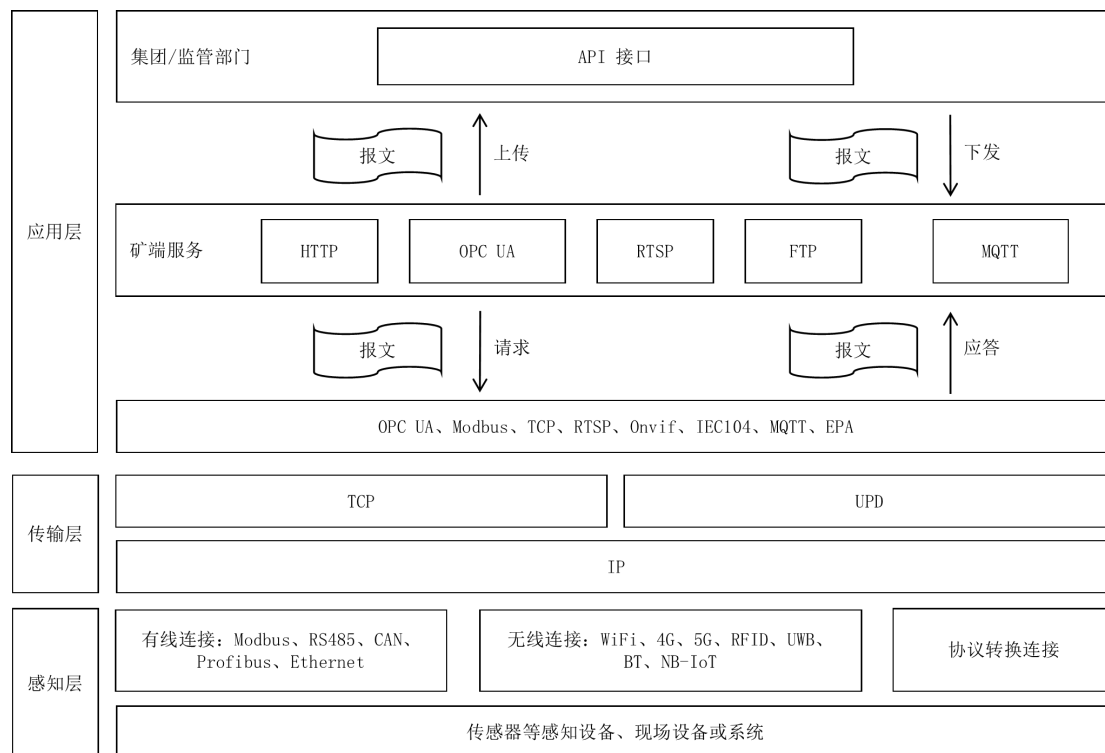 集团/监管部门
API 接口
报文
上传
报文
下发
应用层
矿端服务
HTTP
OPC UA
RTSP
FTP
MQTT
报文
请求
报文
应答
OPC UA、Modbus、TCP、RTSP、Onvif、IEC104、MQTT、EPA
传输层
TCP
UPD
IP
感知层
有线连接：Modbus、RS485、CAN、
Profibus、Ethernet
无线连接：WiFi、4G、5G、RFID、UWB、
BT、NB-IoT
协议转换连接
传感器等感知设备、现场设备或系统